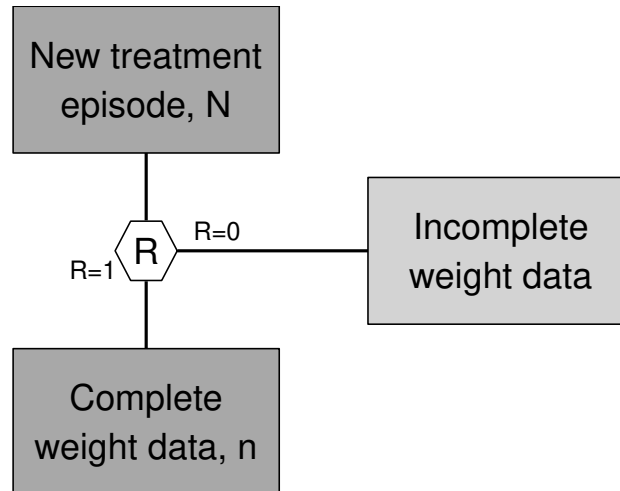 New treatment
episode, N
R=0
R
R=1
Incomplete
weight data
Complete
weight data, n